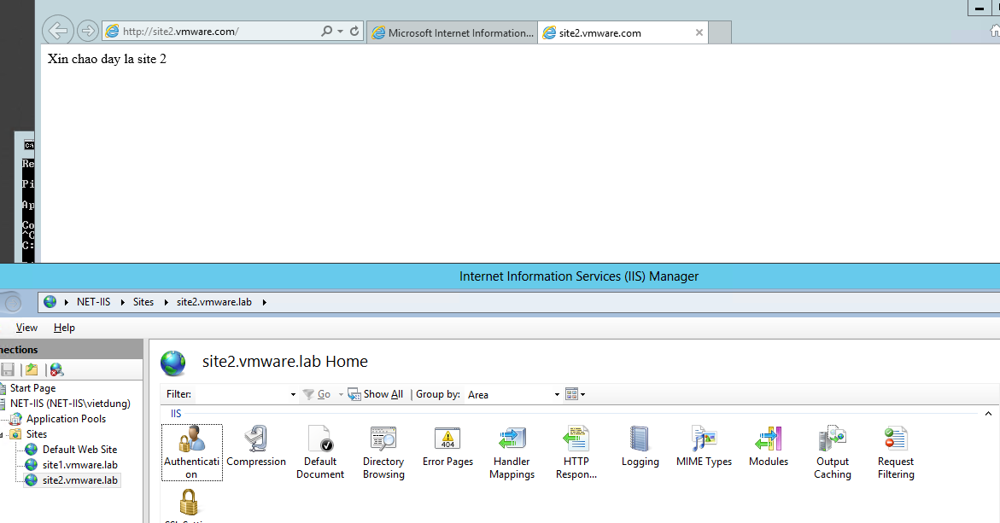 http://site2.vmware.com/
Microsoft Internet Information...
site2.vmware.com
Xin chao day la site 2
Re
Pi
Ap
Co
^C
C:
Internet Information Services (IIS) Manager
NET-IIS
Sites
site2.vmware.lab
View
Help
nections
Start Page
NET-IIS (NET-IIS\vietdung)
Application Pools
Sites
Default Web Site
site1.vmware.lab
site2.vmware.lab
site2.vmware.lab Home
Filter:
Go
Show All
Group by:
Area
IIS
Authenticati
on
Compression
Default
Document
Directory
Browsing
404
Error Pages
Handler
Mappings
HTTP
Respon...
Logging
MIME Types
Modules
Output
Caching
Request
Filtering